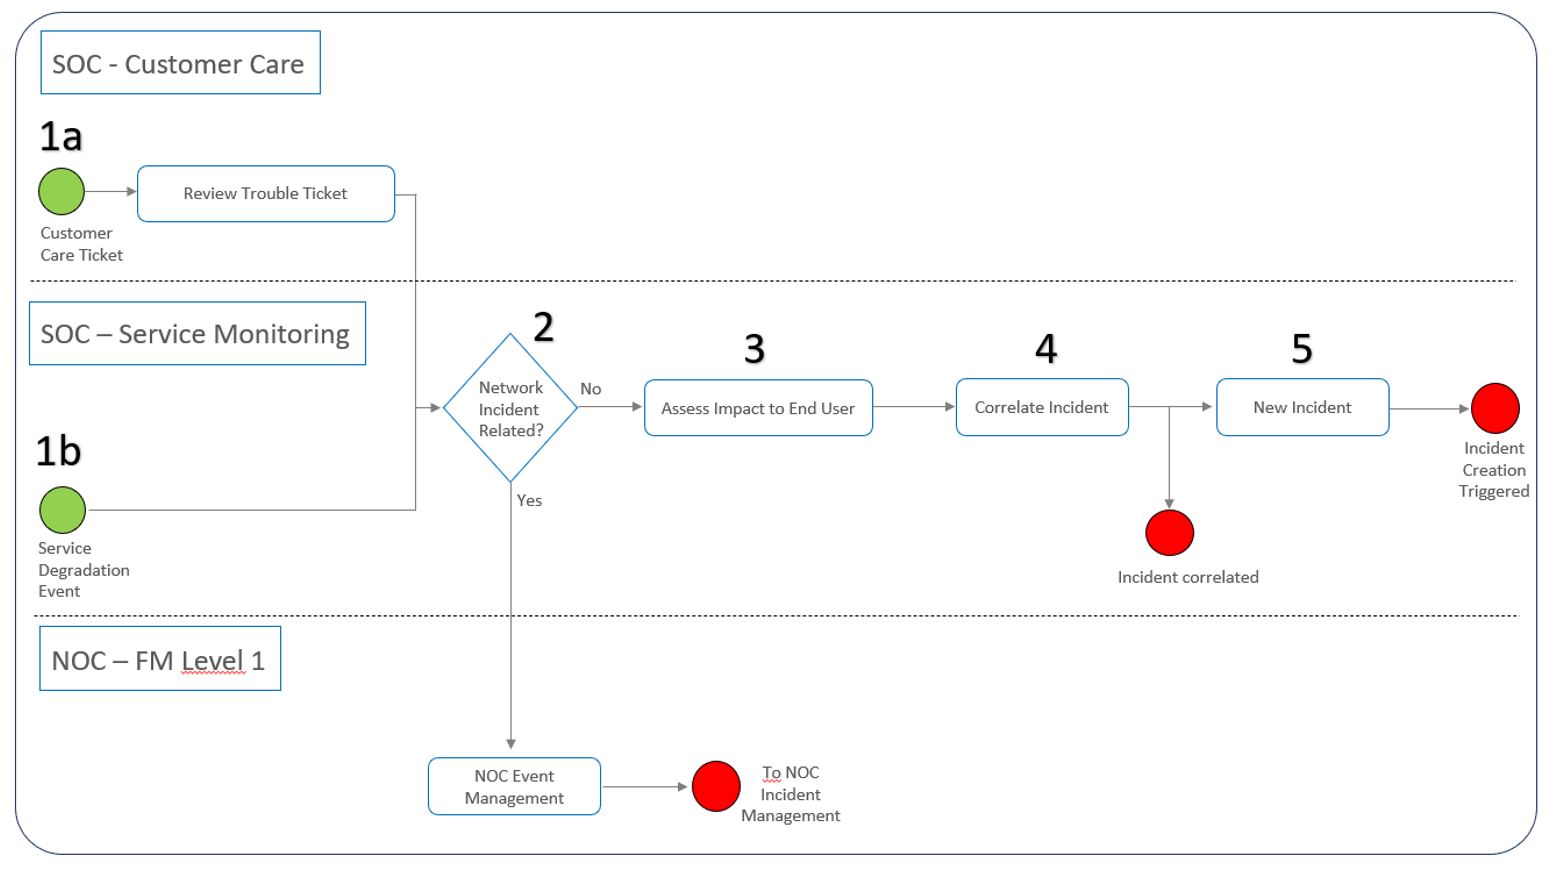 SOC - Customer Care
1a
Review Trouble Ticket
Customer
Care Ticket
SOC – Service Monitoring
2
3
4
5
Network
Incident
Related?
No
Assess Impact to End User
Correlate Incident
New Incident
Incident
Creation
Triggered
1b
Yes
Service
Degradation
Event
Incident correlated
NOC – FM Level 1
NOC Event
Management
To NOC
Incident
Management